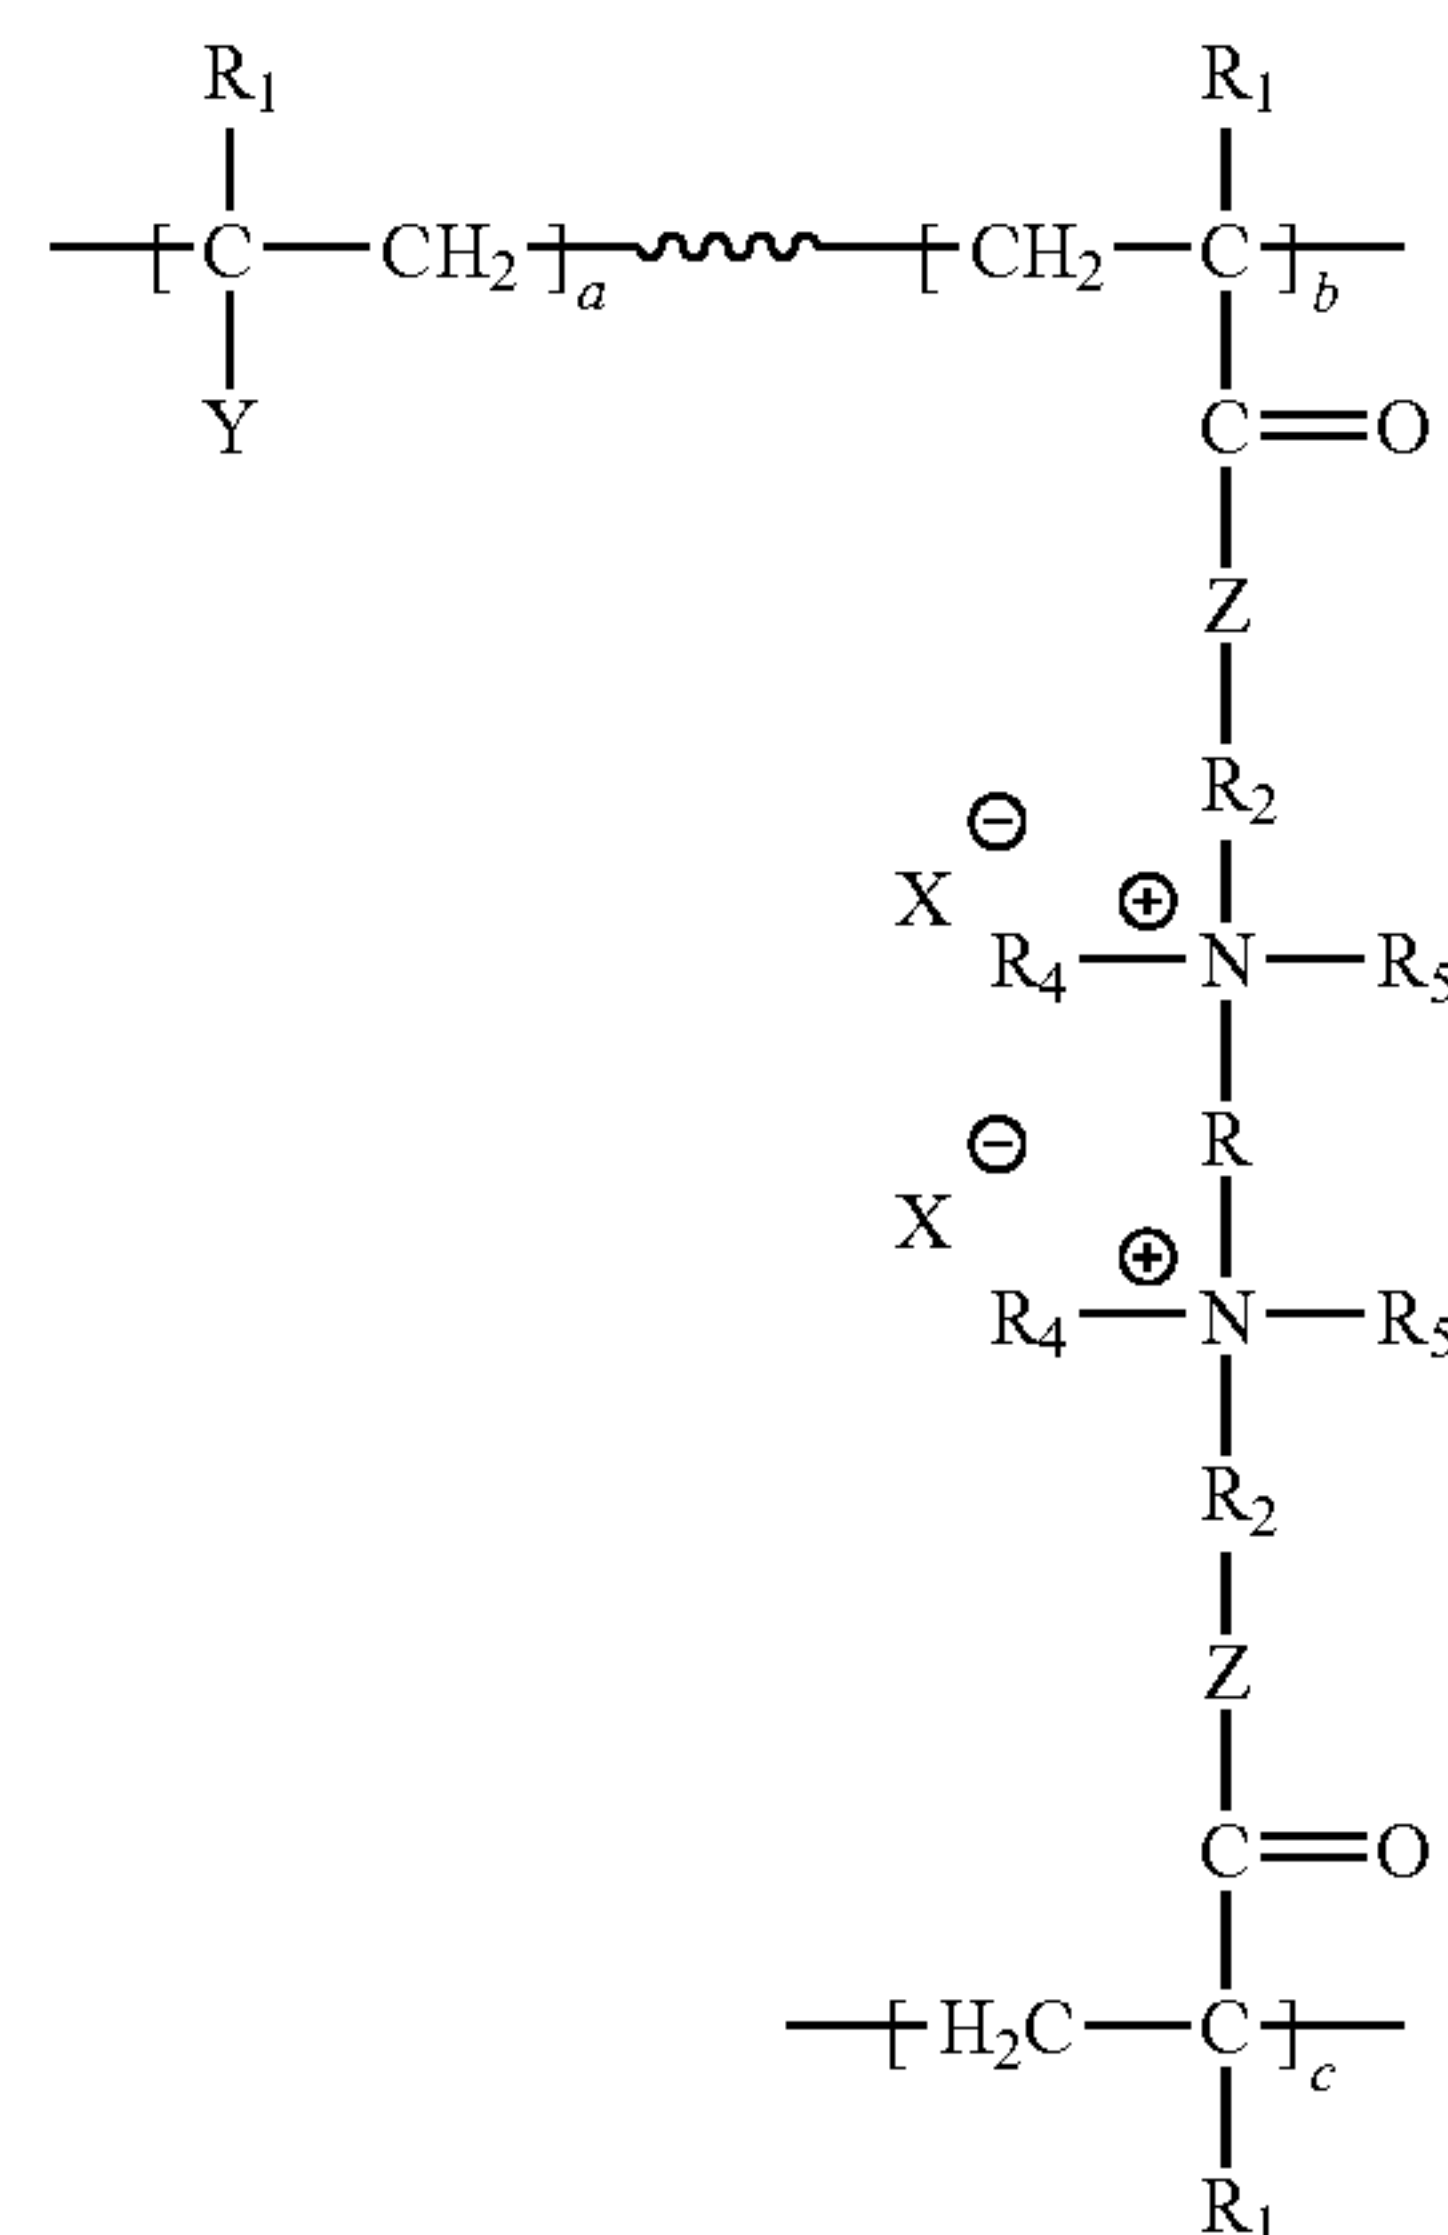 R1 R1
[ C CH2 ]a [ CH2 C ]b
Y C O
Z
R2
⊖
X ⊕
R4 N R5
R
⊖
X ⊕
R4 N R5
R2
Z
C O
[ H2C C ]c
R1